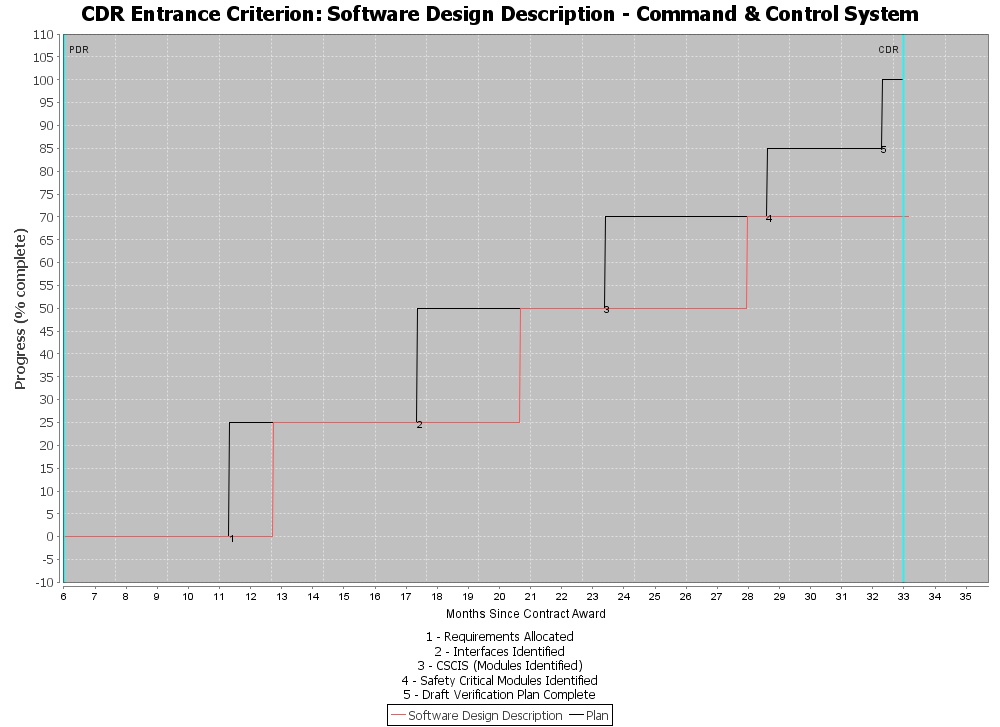 CDR Entrance Criterion: Software Design Description - Command & Control System
110
105
100
95
90
85
80
75
70
65
60
55
50
45
40
35
30
25
20
15
10
5
0
-5
-10
Progress (% complete)
PDR
CDR
1
2
3
4
5
6 7 8 9 10 11 12 13 14 15 16 17 18 19 20 21 22 23 24 25 26 27 28 29 30 31 32 33 34 35
Months Since Contract Award
1 - Requirements Allocated
2 - Interfaces Identified
3 - CSCIS (Modules Identified)
4 - Safety Critical Modules Identified
5 - Draft Verification Plan Complete
Software Design Description Plan